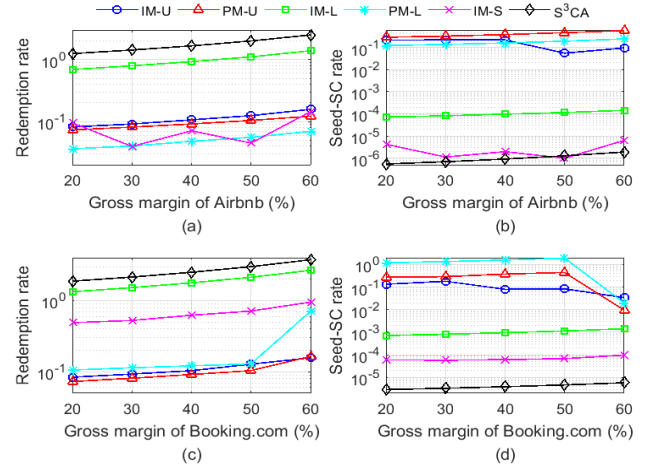 IM-U PM-U IM-L PM-L IM-S S³CA
(a) (b)
Redemption rate
10⁰
10⁻¹
20 30 40 50 60
Gross margin of Airbnb (%)
Seed-SC rate
10⁻¹
10⁻²
10⁻³
10⁻⁴
10⁻⁵
10⁻⁶
20 30 40 50 60
Gross margin of Airbnb (%)
(a) (b)
Redemption rate
10⁰
10⁻¹
20 30 40 50 60
Gross margin of Booking.com (%)
(c)
Seed-SC rate
10⁰
10⁻¹
10⁻²
10⁻³
10⁻⁴
10⁻⁵
20 30 40 50 60
Gross margin of Booking.com (%)
(d)